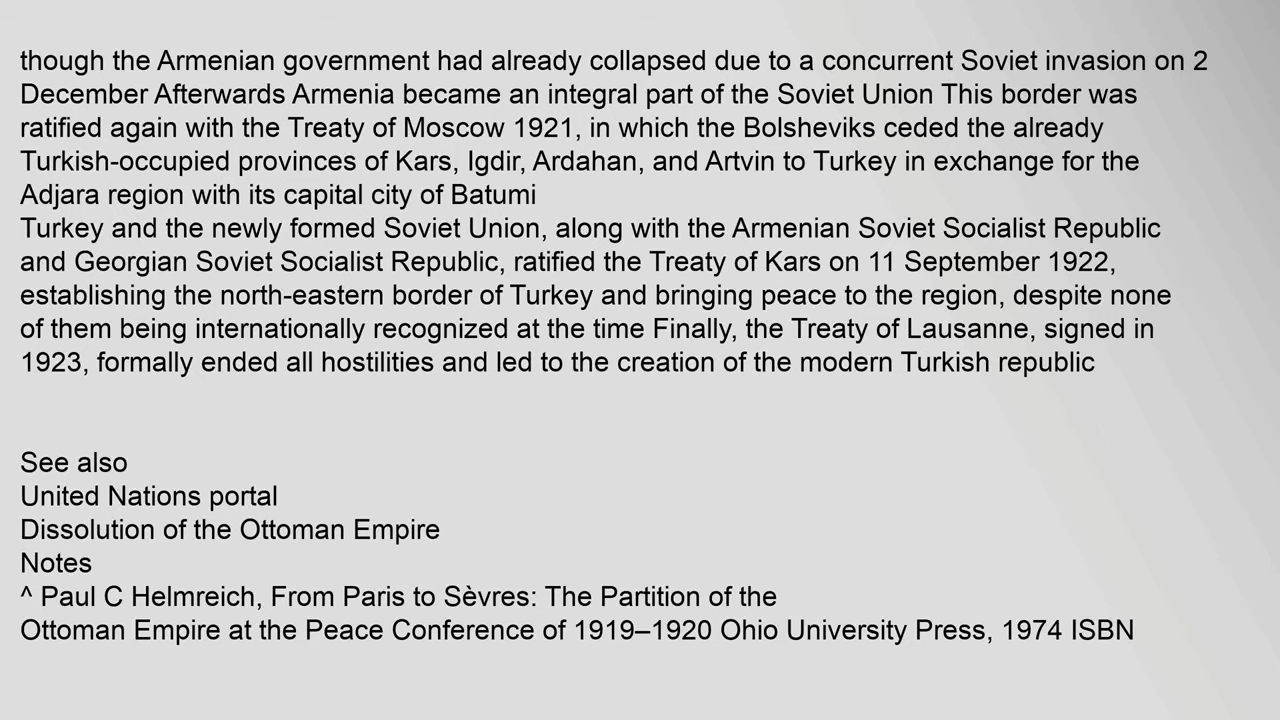 though the Armenian government had already collapsed due to a concurrent Soviet invasion on 2
December Afterwards Armenia became an integral part of the Soviet Union This border was
ratified again with the Treaty of Moscow 1921, in which the Bolsheviks ceded the already
Turkish-occupied provinces of Kars, Igdir, Ardahan, and Artvin to Turkey in exchange for the
Adjara region with its capital city of Batumi
Turkey and the newly formed Soviet Union, along with the Armenian Soviet Socialist Republic
and Georgian Soviet Socialist Republic, ratified the Treaty of Kars on 11 September 1922,
establishing the north-eastern border of Turkey and bringing peace to the region, despite none
of them being internationally recognized at the time Finally, the Treaty of Lausanne, signed in
1923, formally ended all hostilities and led to the creation of the modern Turkish republic
See also
United Nations portal
Dissolution of the Ottoman Empire
Notes
^ Paul C Helmreich, From Paris to Sèvres: The Partition of the
Ottoman Empire at the Peace Conference of 1919–1920 Ohio University Press, 1974 ISBN